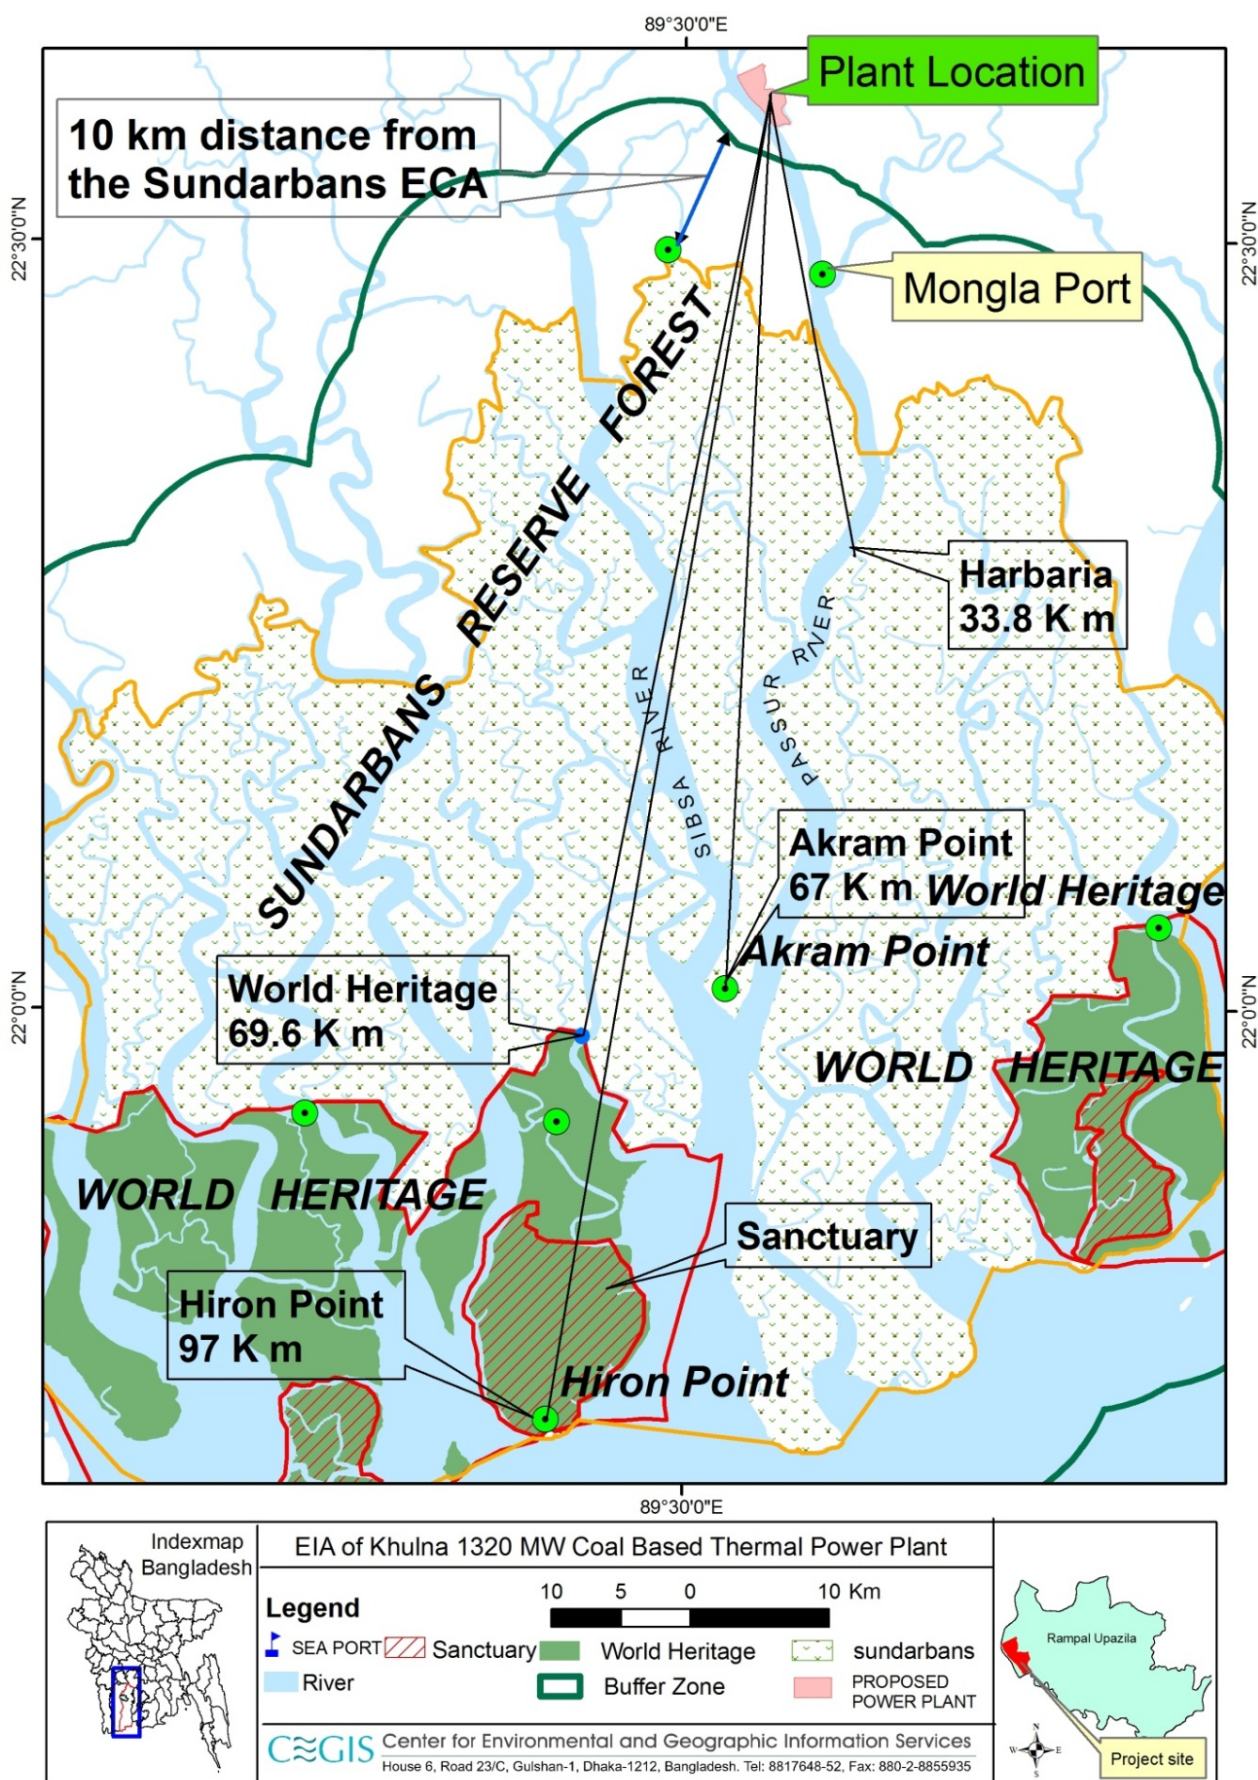 89°30'0"E
Plant Location
10 km distance from
the Sundarbans ECA
22°30'0"N
22°30'0"N
Mongla Port
SUNDARBANS RESERVE FOREST
Harbaria
33.8 K m
SIBSA RIVER
PASSUR RIVER
Akram Point
67 K m
World Heritage
Akram Point
World Heritage
69.6 K m
22°0'0"N
22°0'0"N
WORLD HERITAGE
WORLD HERITAGE
Sanctuary
Hiron Point
97 K m
Hiron Point
89°30'0"E
Indexmap
Bangladesh
EIA of Khulna 1320 MW Coal Based Thermal Power Plant
10 5 0 10 Km
Legend
SEA PORT Sanctuary World Heritage sundarbans
River Buffer Zone PROPOSED
POWER PLANT
CEGIS Center for Environmental and Geographic Information Services
House 6, Road 23/C, Gulshan-1, Dhaka-1212, Bangladesh. Tel: 8817648-52, Fax: 880-2-8855935
Rampal Upazila
N
W E
S
Project site